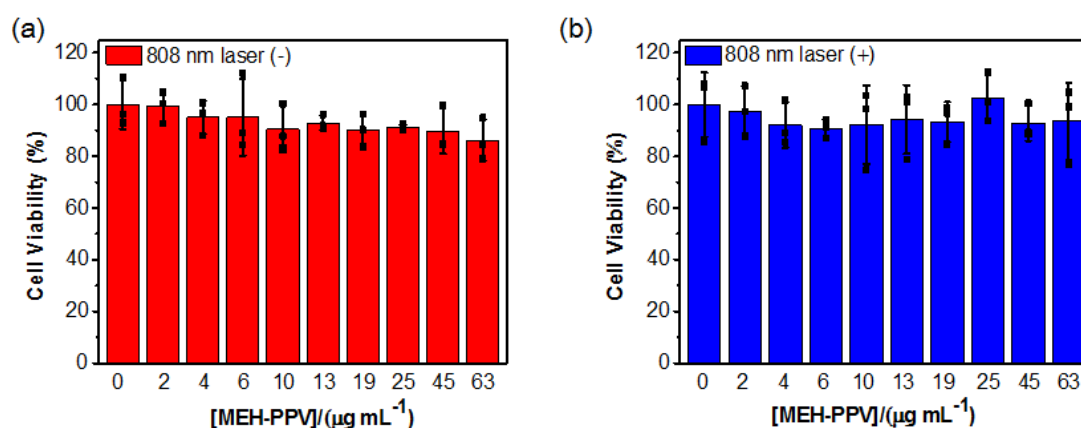 (a)
808 nm laser (-)
Cell Viability (%)
120
100
80
60
40
20
0
0 2 4 6 10 13 19 25 45 63
[MEH-PPV]/(μg mL⁻¹)
(b)
808 nm laser (+)
Cell Viability (%)
120
100
80
60
40
20
0
0 2 4 6 10 13 19 25 45 63
[MEH-PPV]/(μg mL⁻¹)